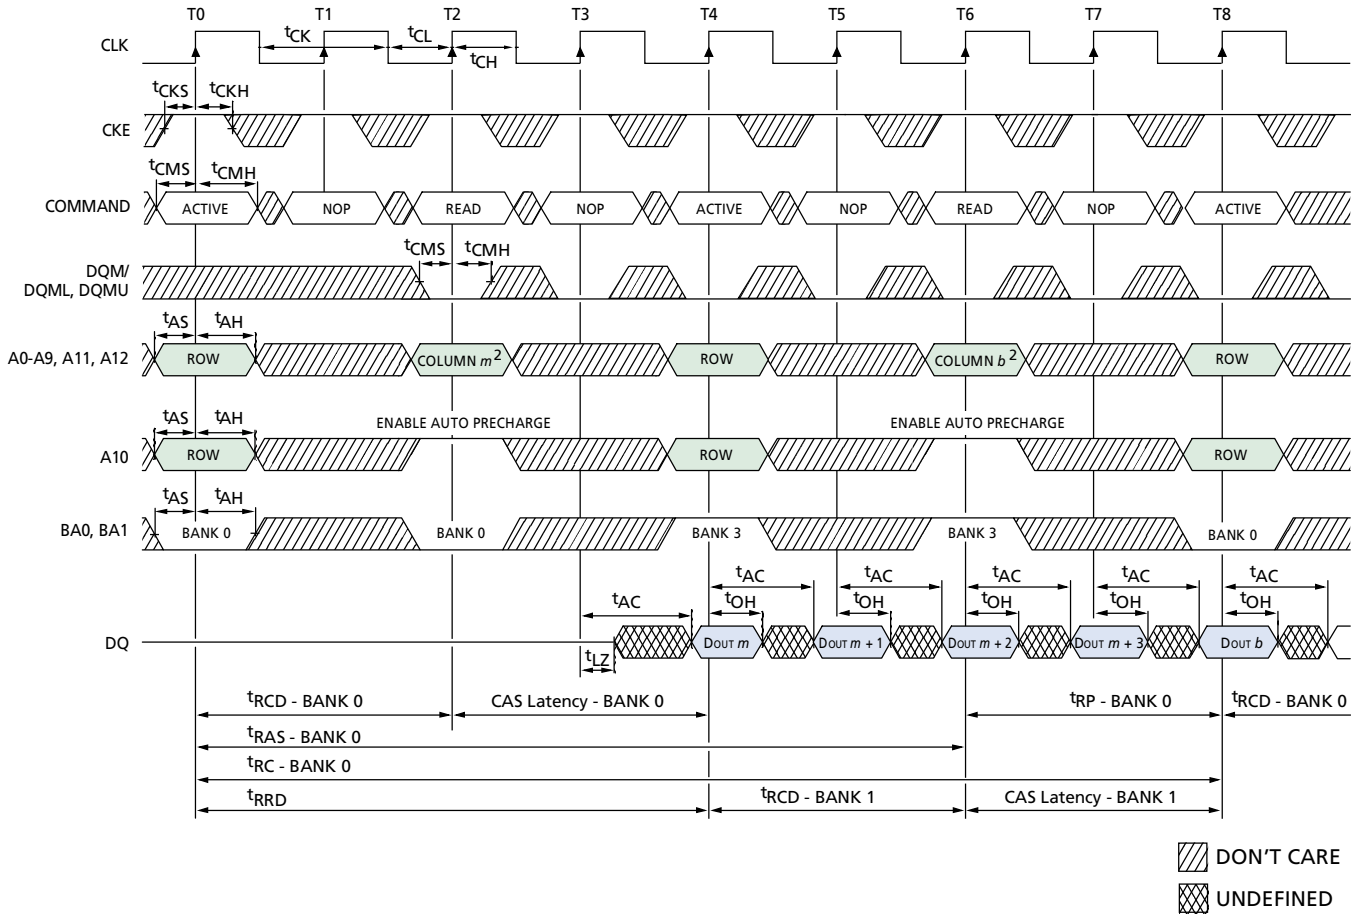 T0 T1 T2 T3 T4 T5 T6 T7 T8
CLK
tCK tCL
tCH
tCKS tCKH
CKE
tCMS tCMH
COMMAND ACTIVE NOP READ NOP ACTIVE NOP READ NOP ACTIVE
tCMS tCMH
DQM/
DQML, DQMU
tAS tAH
A0-A9, A11, A12 ROW COLUMN m2 ROW COLUMN b2 ROW
tAS tAH ENABLE AUTO PRECHARGE ENABLE AUTO PRECHARGE
A10 ROW ROW ROW
tAS tAH
BA0, BA1 BANK 0 BANK 0 BANK 3 BANK 3 BANK 0
tAC tAC tAC tAC tAC
tAC tOH tOH tOH tOH tOH
DQ DOUT m DOUT m + 1 DOUT m + 2 DOUT m + 3 DOUT b
tLZ
tRCD - BANK 0 CAS Latency - BANK 0 tRP - BANK 0 tRCD - BANK 0
tRAS - BANK 0
tRC - BANK 0
tRRD tRCD - BANK 1 CAS Latency - BANK 1
DON'T CARE
UNDEFINED